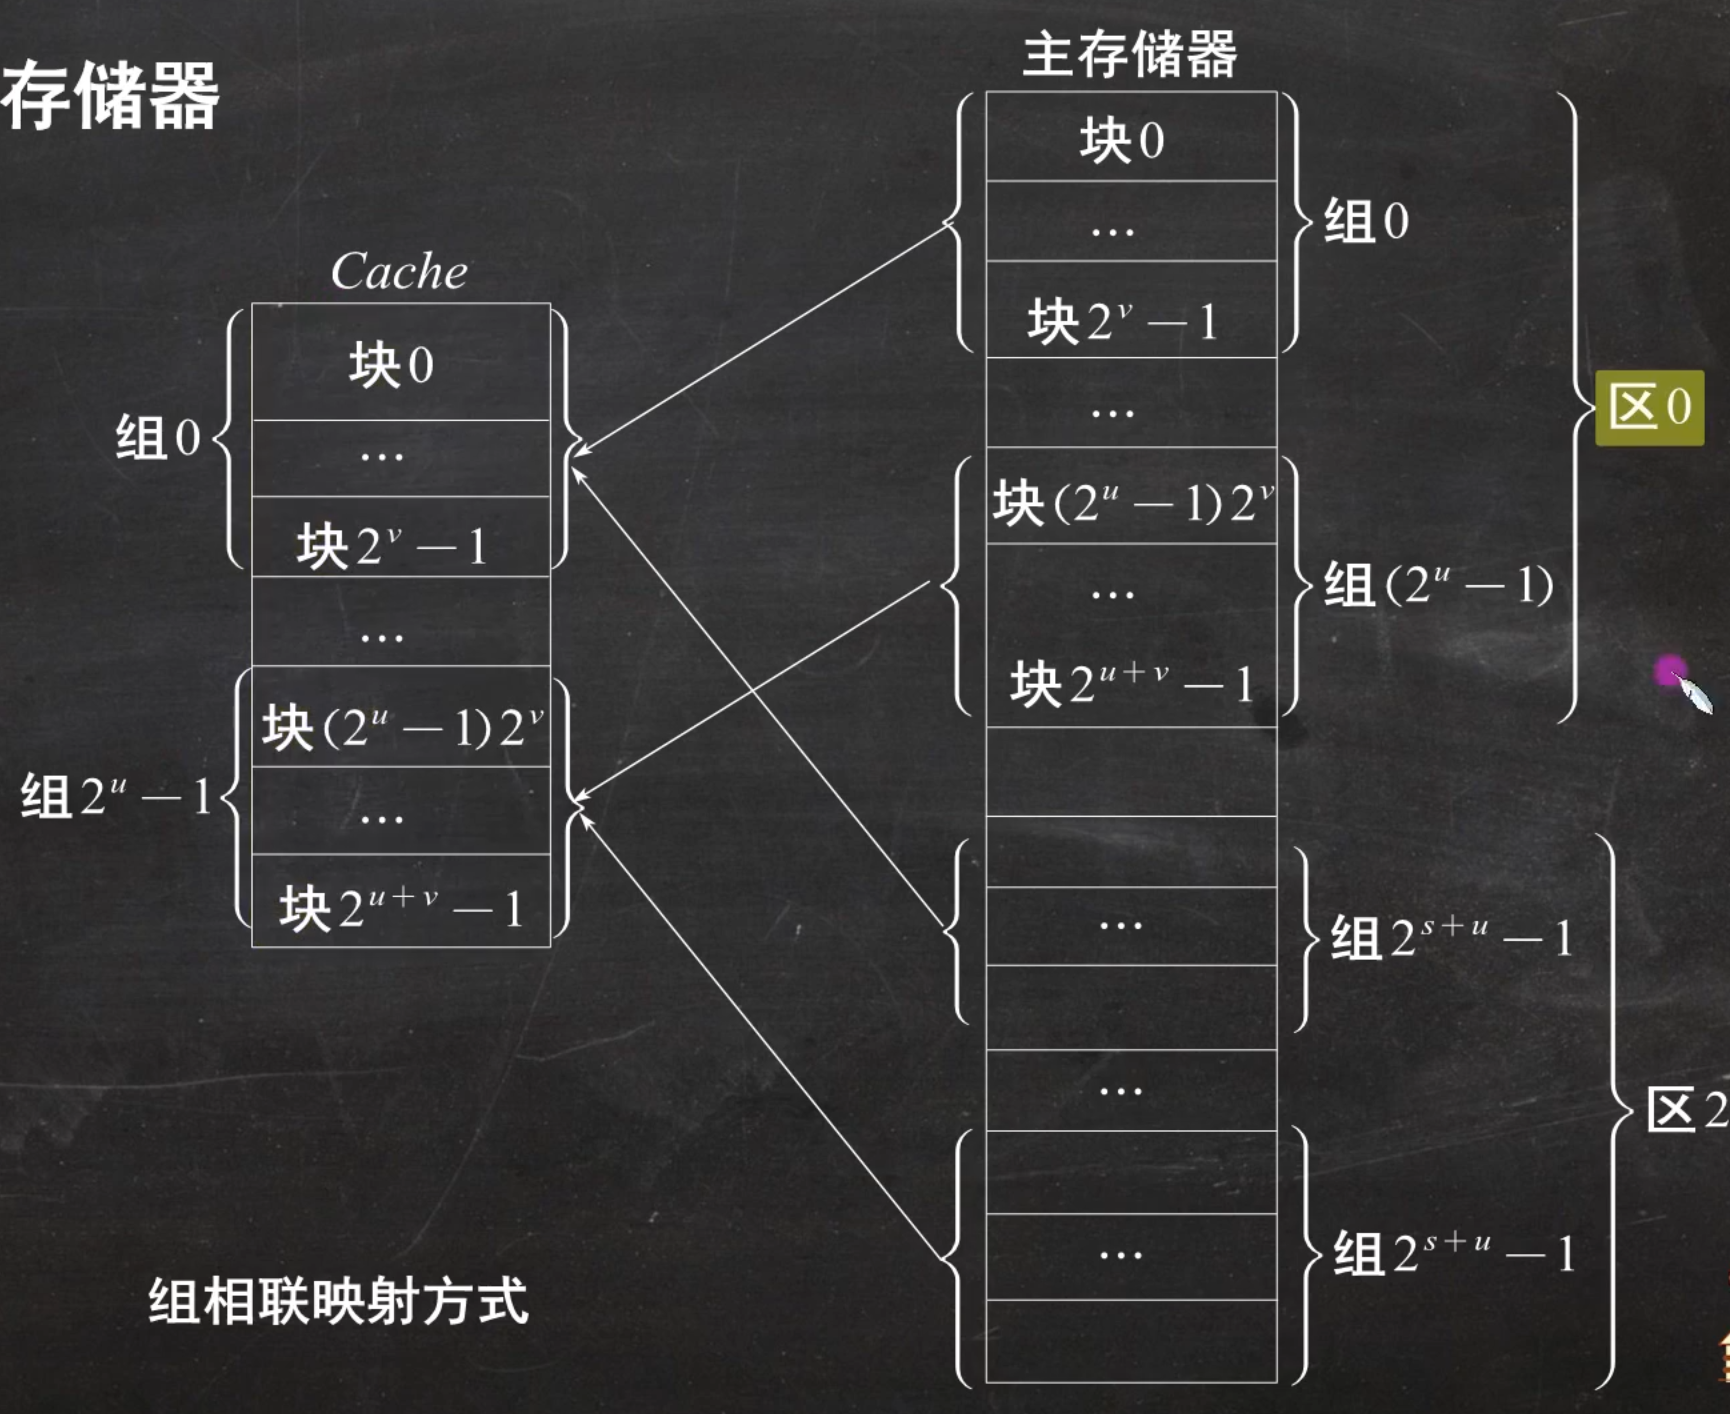 存储器
主存储器
块0
…
组0
块2^v－1
…
区0
块(2^u－1)2^v
…
组(2^u－1)
块2^{u+v}－1
…
组2^{s+u}－1
…
区2
…
组2^{s+u}－1
Cache
块0
组0
…
块2^v－1
…
块(2^u－1)2^v
组2^u－1
…
块2^{u+v}－1
组相联映射方式